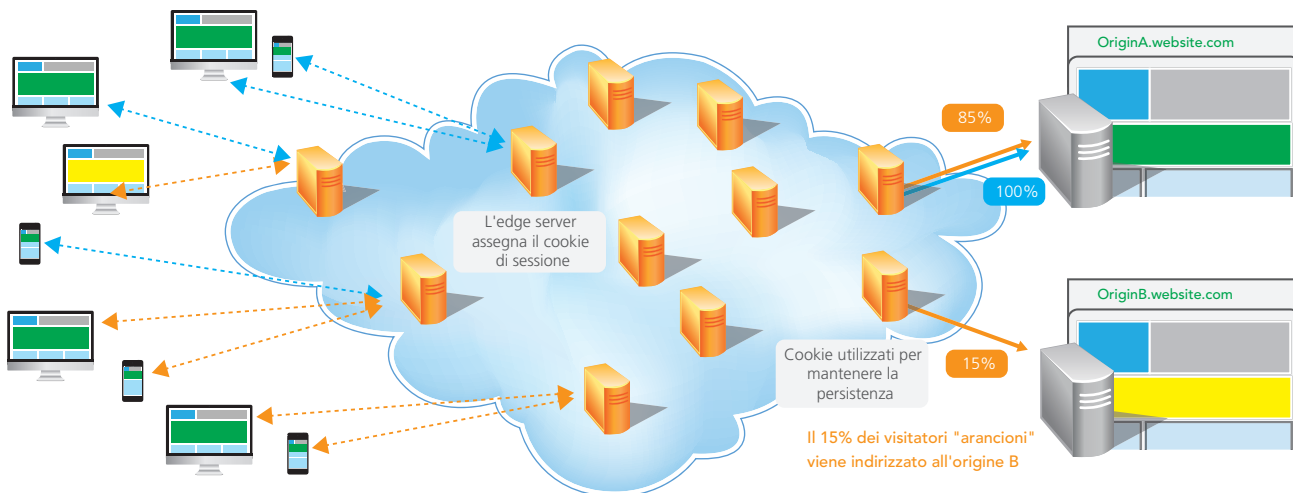 OriginA.website.com
85%
100%
L'edge server
assegna il cookie
di sessione
OriginB.website.com
15%
Cookie utilizzati per
mantenere la
persistenza
Il 15% dei visitatori "arancioni"
viene indirizzato all'origine B